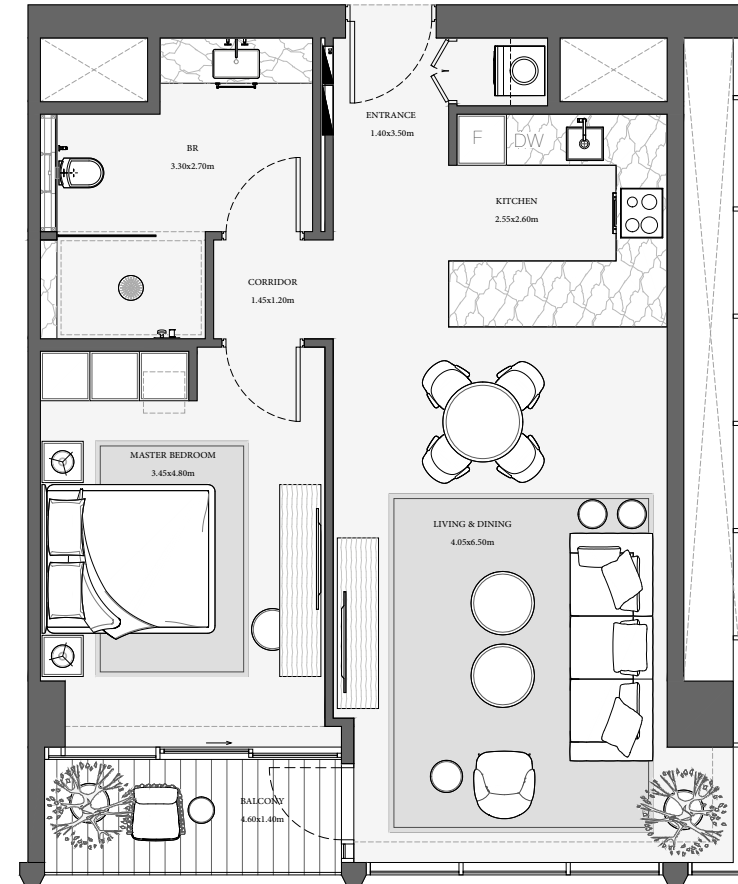 ENTRANCE
1.40x3.50m
F
DW
BR
3.30x2.70m
KITCHEN
2.55x2.60m
CORRIDOR
1.45x1.20m
MASTER BEDROOM
3.45x4.80m
LIVING & DINING
4.05x6.50m
BALCONY
4.60x1.40m